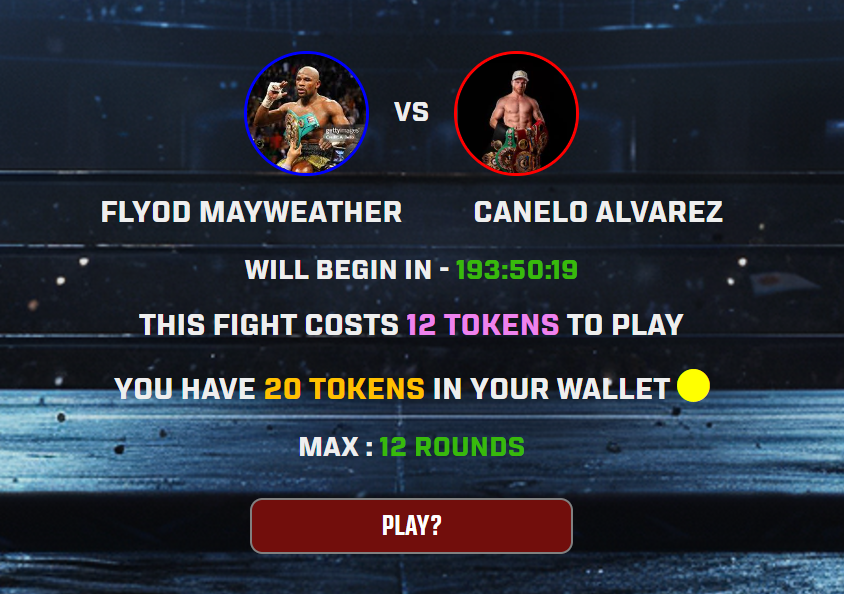 gettyimages
VS
FLYOD MAYWEATHER
CANELO ALVAREZ
WILL BEGIN IN - 193:50:19
THIS FIGHT COSTS 12 TOKENS TO PLAY
YOU HAVE 20 TOKENS IN YOUR WALLET
MAX : 12 ROUNDS
PLAY?